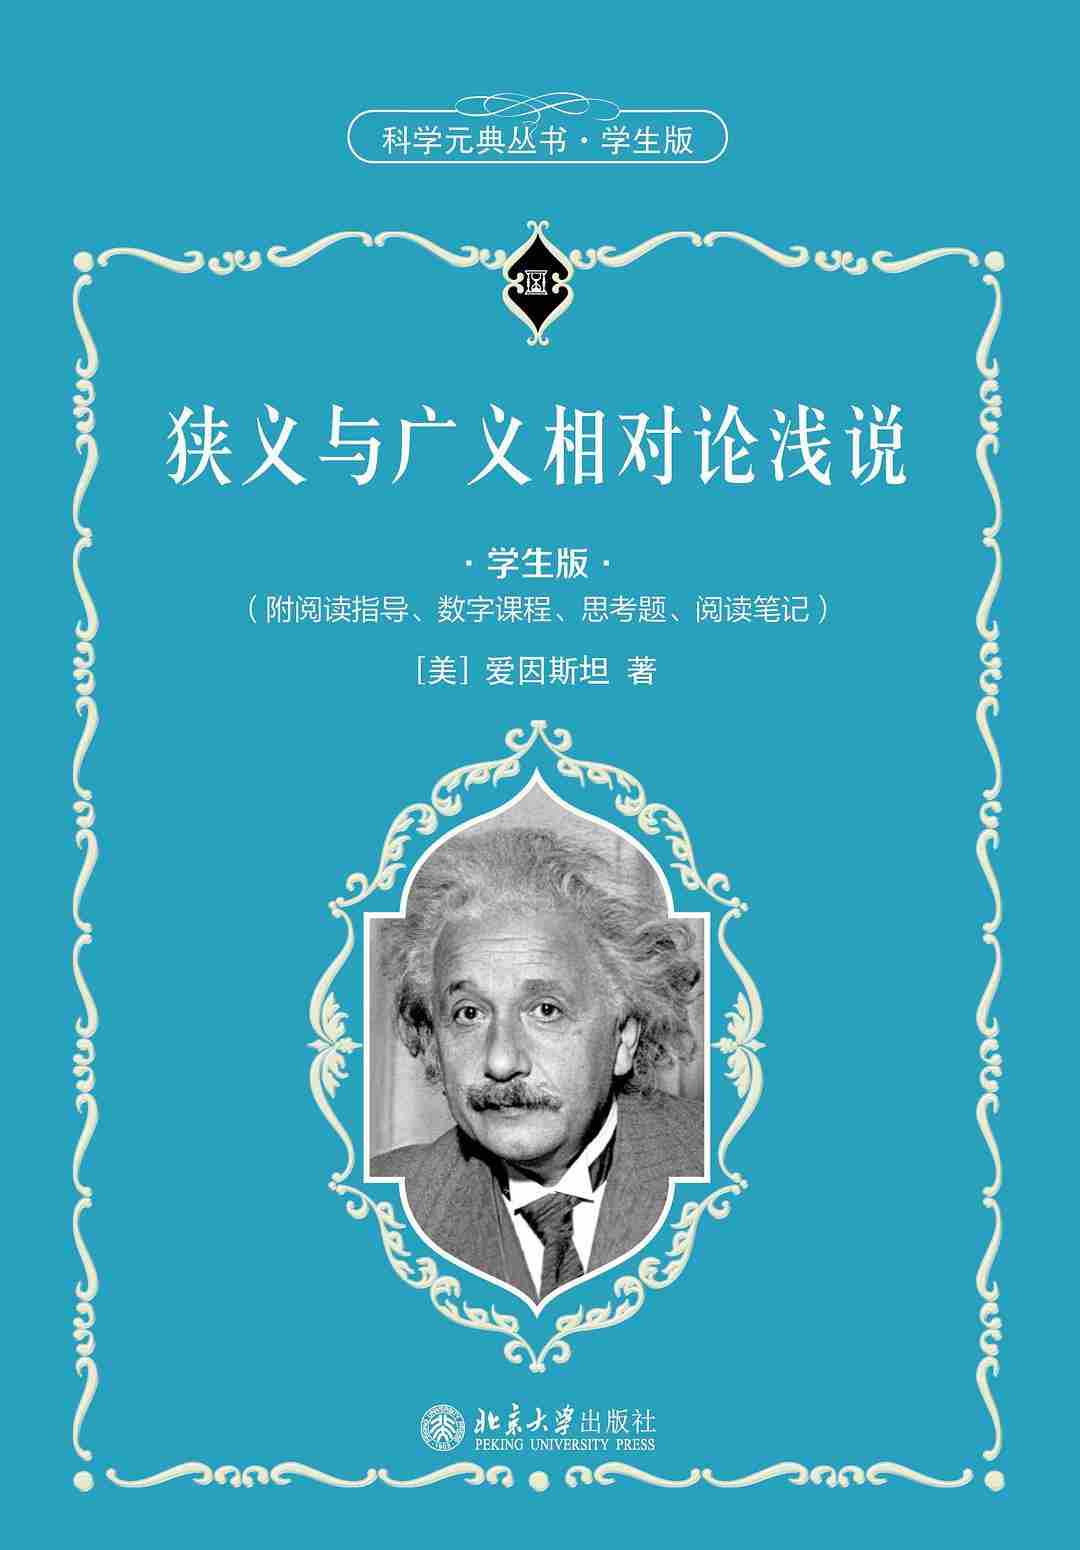 科学元典丛书·学生版
狭义与广义相对论浅说
·学生版·
（附阅读指导、数字课程、思考题、阅读笔记）
[美] 爱因斯坦 著
北京大学出版社
PEKING UNIVERSITY PRESS